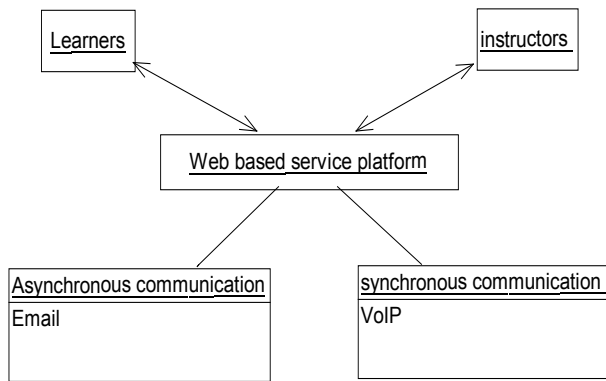 Learners
instructors
Web based service platform
Asynchronous communication
Email
synchronous communication
VoIP